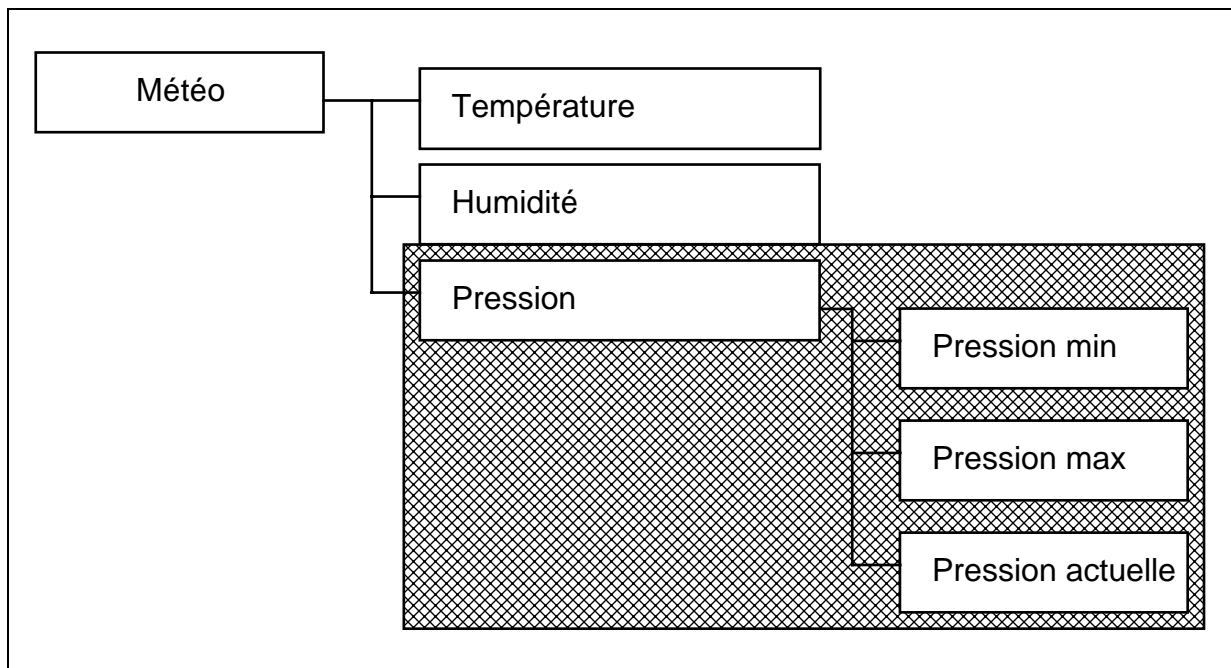 Météo
Température
Humidité
Pression
Pression min
Pression max
Pression actuelle